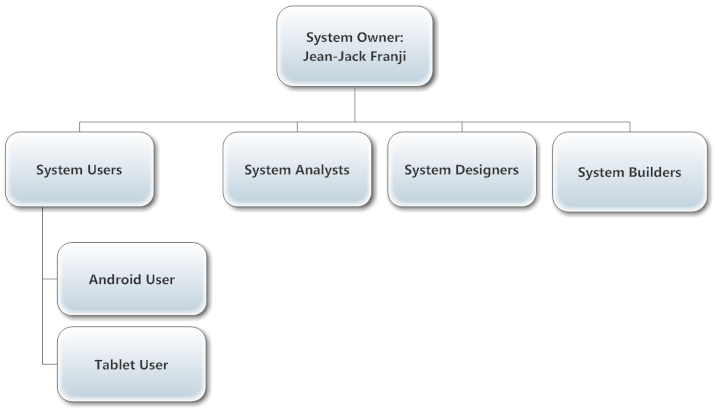 System Owner:
Jean-Jack Franji
System Users
System Analysts
System Designers
System Builders
Android User
Tablet User